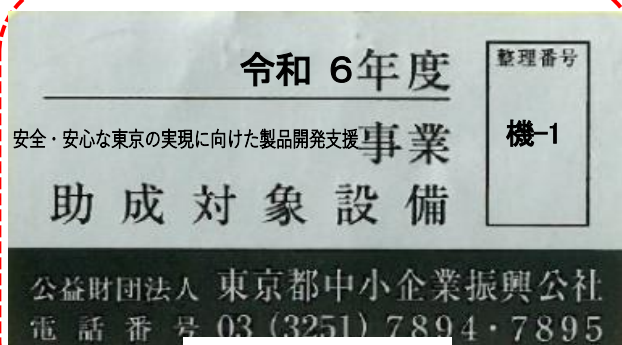 令和 6年度
整理番号
機-1
安全・安心な東京の実現に向けた製品開発支援事業
助成対象設備
公益財団法人 東京都中小企業振興公社
電話番号 03(3251)7894・7895